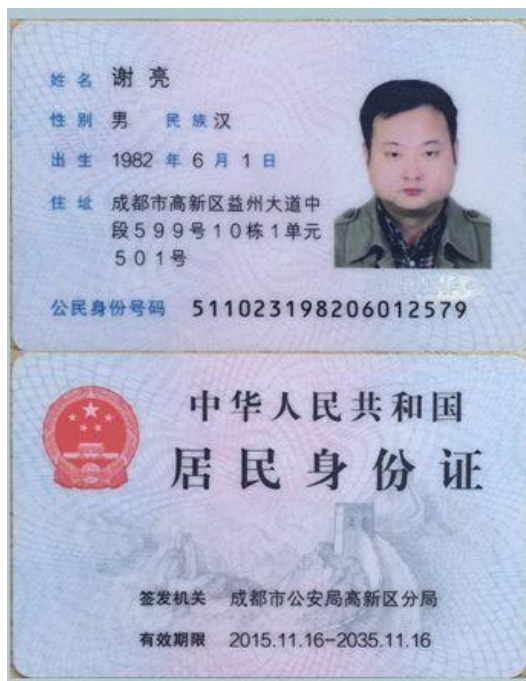 姓名 谢亮
性别 男 民族 汉
出生 1982 年 6 月 1 日
住址 成都市高新区益州大道中
段599号10栋1单元
501号
公民身份号码 511023198206012579
中华人民共和国
居民身份证
签发机关 成都市公安局高新区分局
有效期限 2015.11.16-2035.11.16